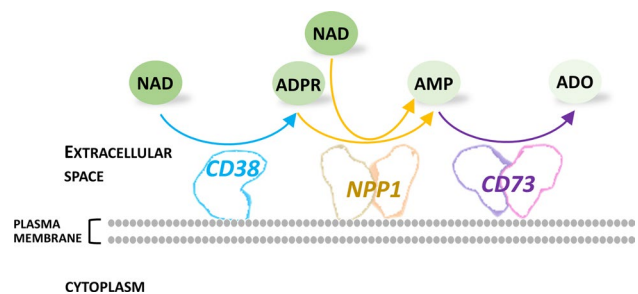 NAD
NAD
ADPR
AMP
ADO
EXTRACELLULAR
SPACE
CD38
NPP1
CD73
PLASMA
MEMBRANE
CYTOPLASM